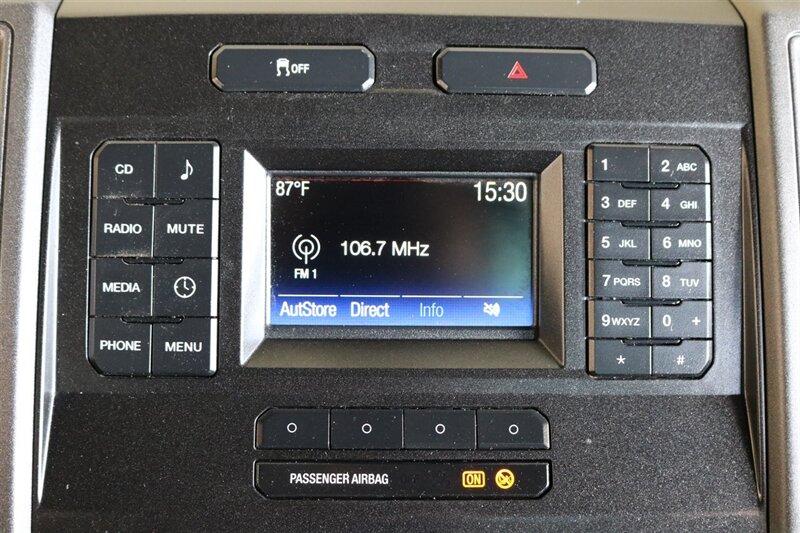 OFF
CD
RADIO MUTE
MEDIA
PHONE MENU
87°F 15:30
106.7 MHz
FM 1
AutStore Direct Info
1 2 ABC
3 DEF 4 GHI
5 JKL 6 MNO
7 PQRS 8 TUV
9 WXYZ 0 +
* #
PASSENGER AIRBAG ON